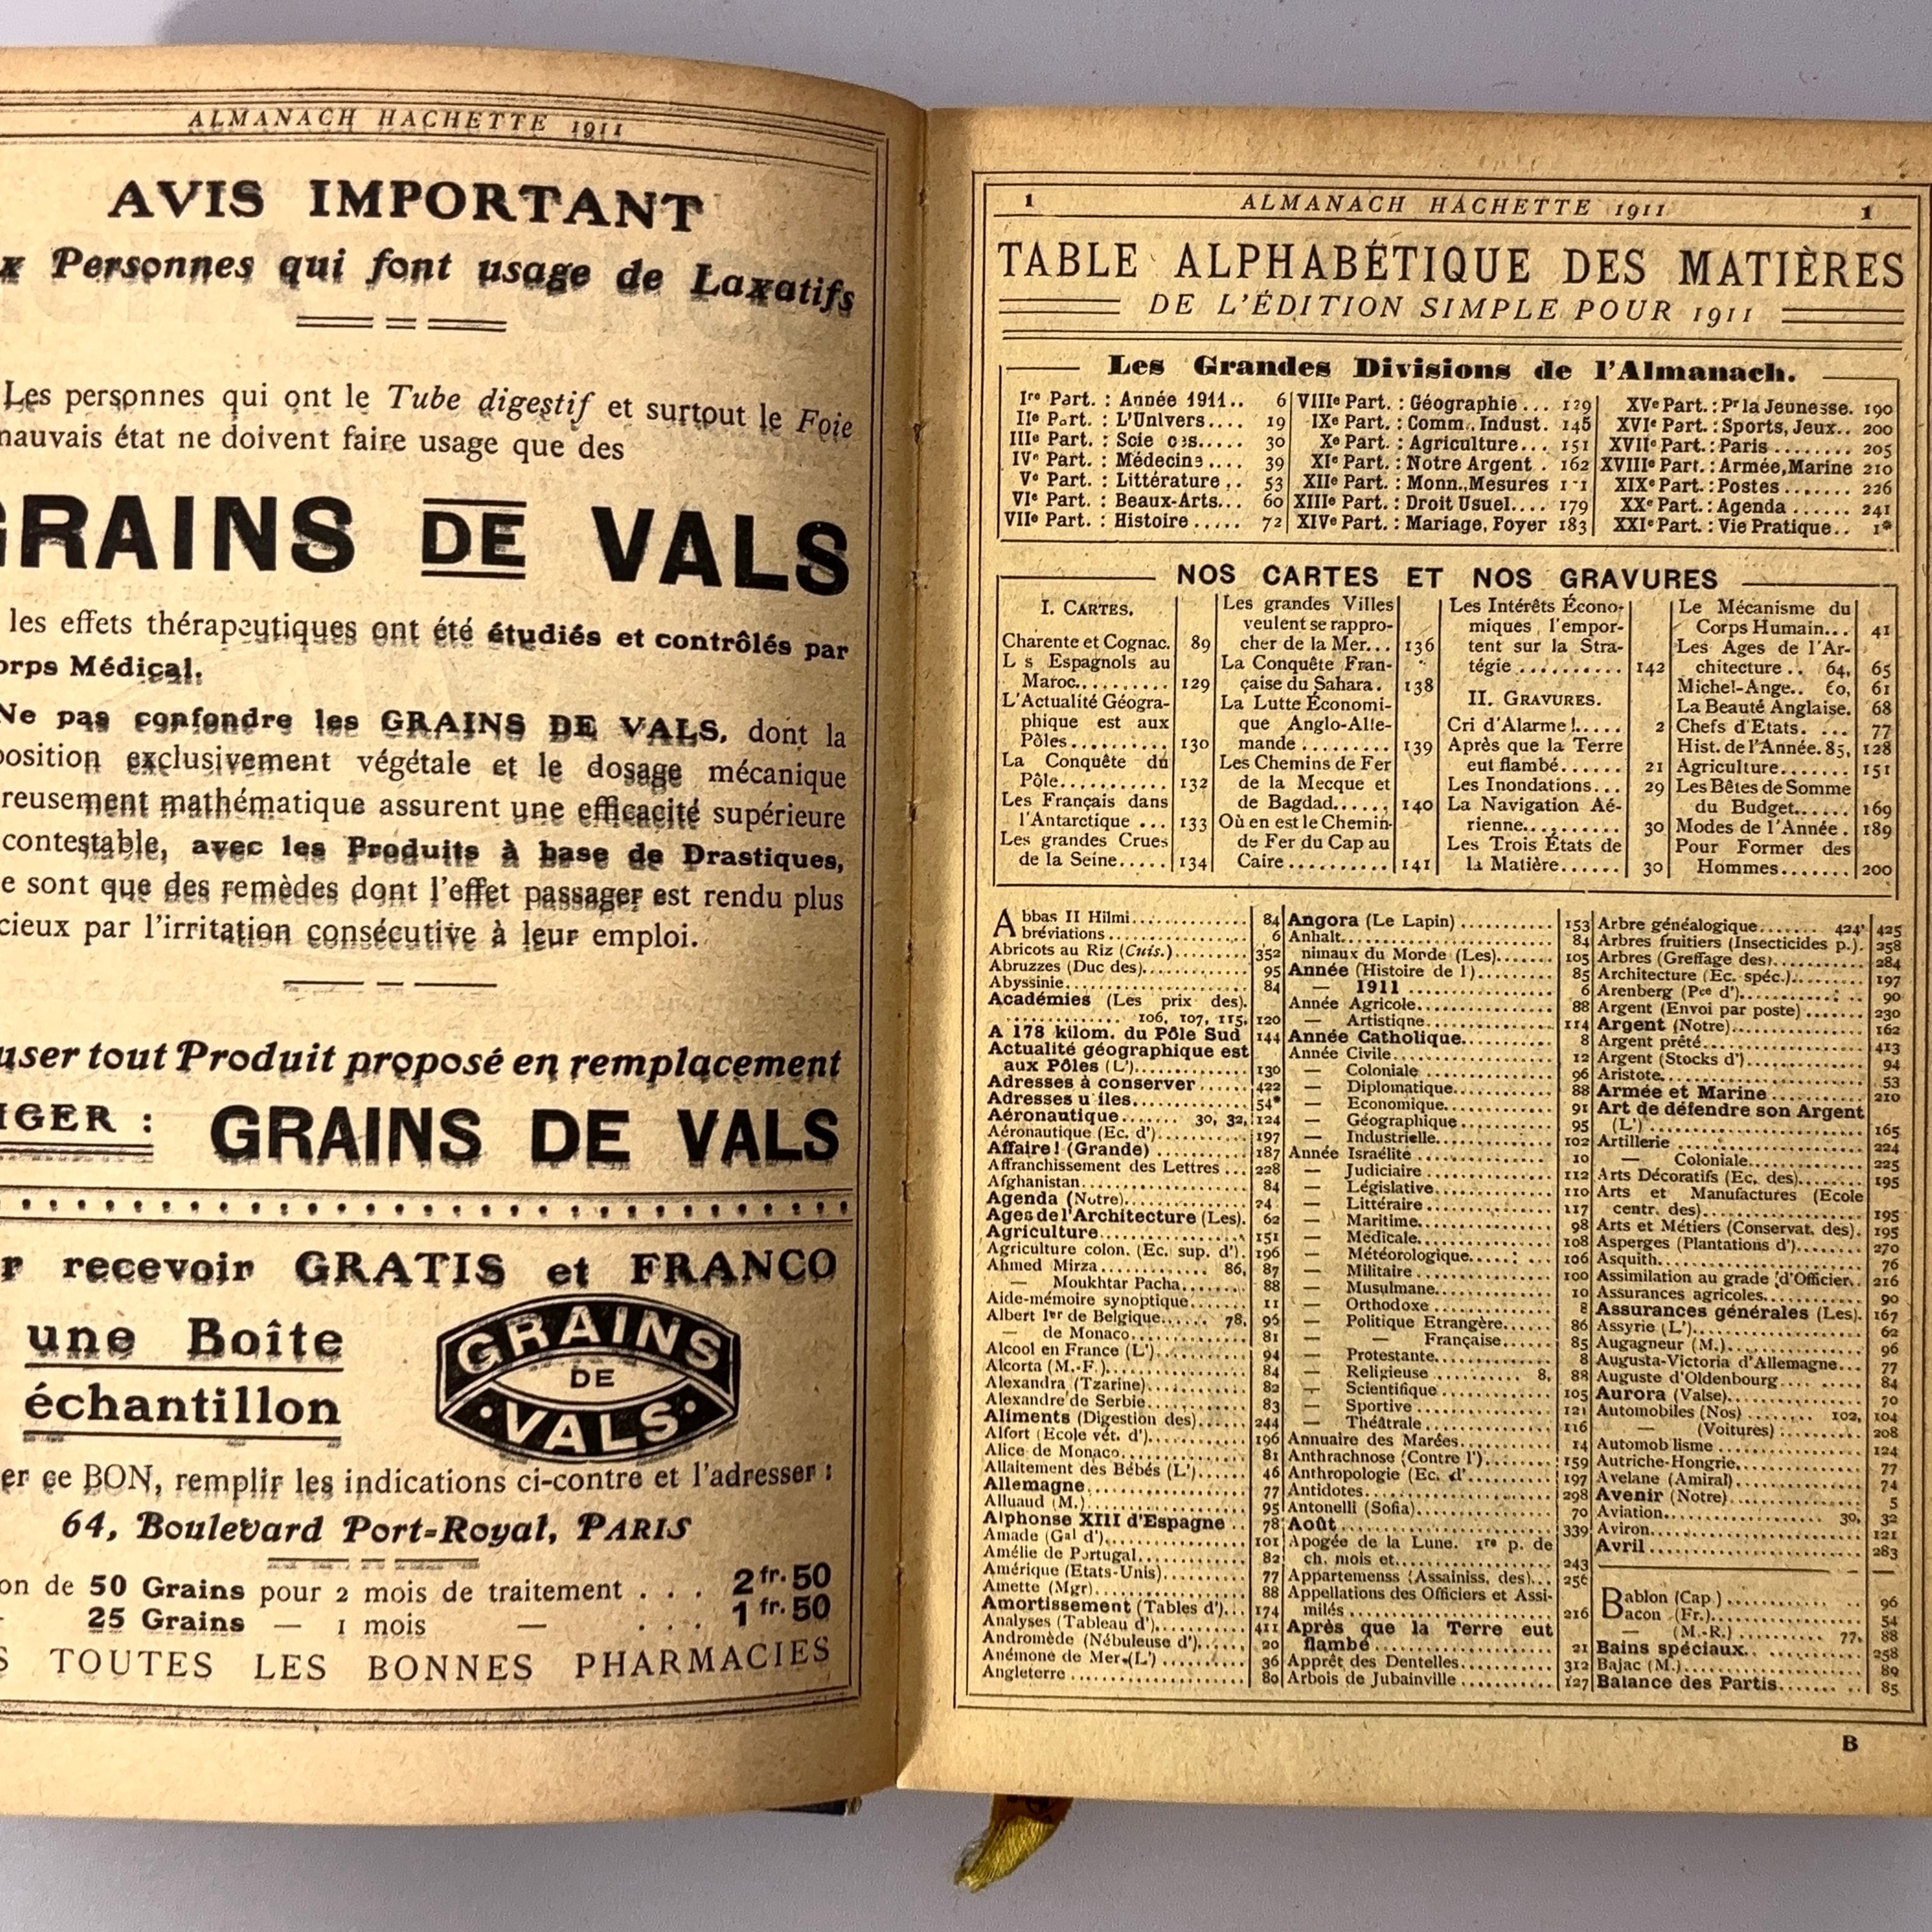 ALMANACH HACHETTE 1911
AVIS IMPORTANT
x Personnes qui font usage de Laxatifs
Les personnes qui ont le Tube digestif et surtout le Foie
mauvais état ne doivent faire usage que des
GRAINS DE VALS
les effets thérapeutiques ont été étudiés et contrôlés par
orps Médical.
Ne pas confondre les GRAINS DE VALS, dont la
position exclusivement végétale et le dosage mécanique
reusement mathématique assurent une efficacité supérieure
contestable, avec les Produits à base de Drastiques,
e sont que des remèdes dont l'effet passager est rendu plus
cieux par l'irritation consécutive à leur emploi.
user tout Produit proposé en remplacement
IGER : GRAINS DE VALS
r recevoir GRATIS et FRANCO
une Boîte
échantillon
GRAINS
DE
VALS
er ce BON, remplir les indications ci-contre et l'adresser :
64, Boulevard Port-Royal, PARIS
on de 50 Grains pour 2 mois de traitement . . . 2 fr. 50
25 Grains — 1 mois — . . . 1 fr. 50
S TOUTES LES BONNES PHARMACIES
1 ALMANACH HACHETTE 1911 1
TABLE ALPHABÉTIQUE DES MATIÈRES
DE L'ÉDITION SIMPLE POUR 1911
Les Grandes Divisions de l'Almanach.
Ire Part. : Année 1911.. 6
IIe Part. : L'Univers.... 19
IIIe Part. : Scie ces..... 30
IVe Part. : Médecine.... 39
Ve Part. : Littérature... 53
VIe Part. : Beaux-Arts... 60
VIIe Part. : Histoire..... 72
VIIIe Part. : Géographie... 129
IXe Part. : Comm., Indust. 145
Xe Part. : Agriculture... 151
XIe Part. : Notre Argent . 162
XIIe Part. : Monn., Mesures 1 1
XIIIe Part. : Droit Usuel.... 179
XIVe Part. : Mariage, Foyer 183
XVe Part. : Pr la Jeunesse. 190
XVIe Part. : Sports, Jeux.. 200
XVIIe Part. : Paris ........ 205
XVIIIe Part. : Armée, Marine 210
XIXe Part. : Postes ....... 226
XXe Part. : Agenda ...... 241
XXIe Part. : Vie Pratique.. 1*
NOS CARTES ET NOS GRAVURES
I. CARTES.
Charente et Cognac. 89
L s Espagnols au
Maroc.......... 129
L'Actualité Géogra-
phique est aux
Pôles.......... 130
La Conquête du
Pôle........... 132
Les Français dans
l'Antarctique ... 133
Les grandes Crues
de la Seine..... 134
Les grandes Villes
veulent se rappro-
cher de la Mer... 136
La Conquête Fran-
çaise du Sahara. 138
La Lutte Économi-
que Anglo-Alle-
mande ......... 139
Les Chemins de Fer
de la Mecque et
de Bagdad...... 140
Où en est le Chemin
de Fer du Cap au
Caire.......... 141
Les Intérêts Écono-
miques l'empor-
tent sur la Stra-
tégie .......... 142
II. GRAVURES.
Cri d'Alarme !..... 2
Après que la Terre
eut flambé...... 21
Les Inondations... 29
La Navigation Aé-
rienne.......... 30
Les Trois États de
la Matière...... 30
Le Mécanisme du
Corps Humain... 41
Les Ages de l'Ar-
chitecture .. 64, 65
Michel-Ange.. 60, 61
La Beauté Anglaise. 68
Chefs d'Etats. ... 77
Hist. de l'Année. 85, 128
Agriculture....... 151
Les Bêtes de Somme
du Budget..... 169
Modes de l'Année . 189
Pour Former des
Hommes....... 200
Abbas II Hilmi............ 84
bréviations............ 6
Abricots au Riz (Cuis.)......... 352
Abruzzes (Duc des)............ 95
Abyssinie.................... 84
Académies (Les prix des).
............ 106, 107, 115, 120
A 178 kilom. du Pôle Sud 144
Actualité géographique est
aux Pôles (L')............ 130
Adresses à conserver ...... 422
Adresses u iles............ 54*
Aéronautique....... 30, 32, 124
Aéronautique (Ec. d')......... 197
Affaire ! (Grande) .......... 187
Affranchissement des Lettres ... 228
Afghanistan.................. 84
Agenda (Notre)............. 24
Ages de l'Architecture (Les). 62
Agriculture................ 151
Agriculture colon. (Ec. sup. d'). 196
Ahmed Mirza............ 86, 87
— Moukhtar Pacha........ 88
Aide-mémoire synoptique....... 11
Albert Ier de Belgique..... 78, 96
— de Monaco............ 81
Alcool en France (L')......... 94
Alcorta (M.-F.)............... 84
Alexandra (Tzarine)........... 82
Alexandre de Serbie........... 83
Aliments (Digestion des)..... 244
Alfort (Ecole vét. d').......... 196
Alice de Monaco............. 81
Allaitement des Bébés (L')..... 46
Allemagne................. 77
Alluaud (M.)................. 95
Alphonse XIII d'Espagne .. 78
Amade (Gal d')............... 101
Amélie de Portugal............ 82
Amérique (Etats-Unis)......... 77
Amette (Mgr)................ 88
Amortissement (Tables d')... 174
Analyses (Tableau d').......... 411
Andromède (Nébuleuse d')..... 20
Anémone de Mer (L') ......... 36
Angleterre ................... 80
Angora (Le Lapin) .......... 153
Anhalt...................... 84
nimaux du Monde (Les)....... 105
Année (Histoire de l')........ 85
— 1911 ................ 6
Année Agricole............... 88
— Artistique............. 114
Année Catholique........... 8
Année Civile................ 12
— Coloniale............. 96
— Diplomatique.......... 88
— Economique........... 91
— Géographique ......... 95
— Industrielle............ 102
Année Israélite .............. 10
— Judiciaire ............. 112
— Législative............. 110
— Littéraire .............. 117
— Maritime.............. 98
— Médicale.............. 108
— Météorologique........ 106
— Militaire .............. 100
— Musulmane............ 10
— Orthodoxe ............ 8
— Politique Etrangère...... 86
— — Française...... 85
— Protestante............ 8
— Religieuse ......... 8, 88
— Scientifique ........... 105
— Sportive .............. 121
— Théâtrale ............. 116
Annuaire des Marées.......... 14
Anthrachnose (Contre l')....... 159
Anthropologie (Ec. d'......... 197
Antidotes.................... 298
Antonelli (Sofia).............. 70
Août...................... 339
Apogée de la Lune. 1re p. de
ch. mois et............... 243
Appartemenss (Assainiss. des)...
Appellations des Officiers et Assi-
milés ..................... 216
Après que la Terre eut
flambé.................. 21
Apprêt des Dentelles.......... 312
Arbois de Jubainville .......... 127
Arbre généalogique....... 424, 425
Arbres fruitiers (Insecticides p.). 258
Arbres (Greffage des).......... 284
Architecture (Ec. spéc.)........ 197
Arenberg (Pce d')............. 90
Argent (Envoi par poste) ...... 230
Argent (Notre)............. 162
Argent prêté................. 413
Argent (Stocks d')............ 94
Aristote..................... 53
Armée et Marine .......... 210
Art de défendre son Argent
(L')...................... 165
Artillerie .................... 224
— Coloniale............ 225
Arts Décoratifs (Ec. des)....... 195
Arts et Manufactures (Ecole
centr. des)................ 195
Arts et Métiers (Conservat. des). 195
Asperges (Plantations d')....... 270
Asquith..................... 76
Assimilation au grade d'Officier.. 216
Assurances agricoles........... 90
Assurances générales (Les). 167
Assyrie (L')................. 62
Augagneur (M.).............. 96
Augusta-Victoria d'Allemagne... 77
Auguste d'Oldenbourg......... 84
Aurora (Valse).............. 70
Automobiles (Nos) ....... 102, 104
— (Voitures) ......... 208
Automob lisme .............. 124
Autriche-Hongrie............. 77
Avelane (Amiral)............. 74
Avenir (Notre) ............. 5
Aviation................. 30, 32
Aviron...................... 121
Avril ...................... 283
Bablon (Cap ) ............ 96
Bacon (Fr.)............... 54
— (M.-R.) ......... 77, 88
Bains spéciaux............. 258
Bajac (M.)................... 89
Balance des Partis.......... 85
B